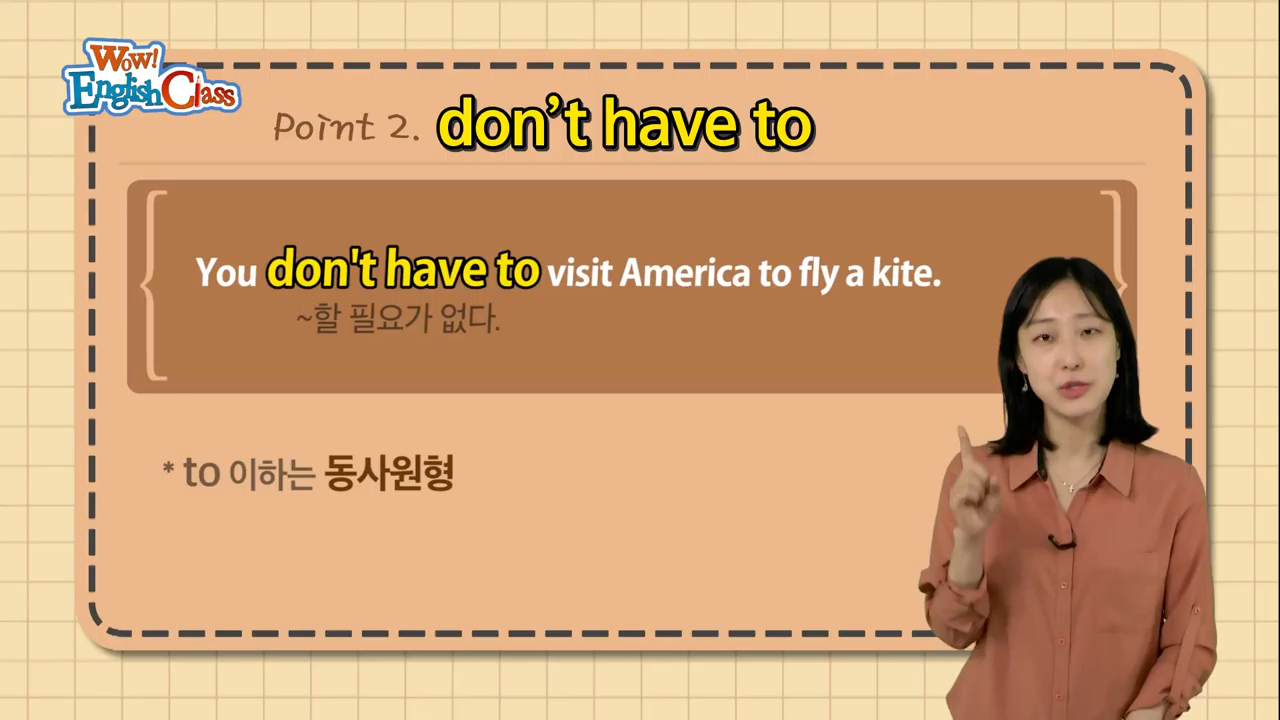 Wow!
English Class
Point 2. don't have to
You don't have to visit America to fly a kite.
~할 필요가 없다.
* to 이하는 동사원형